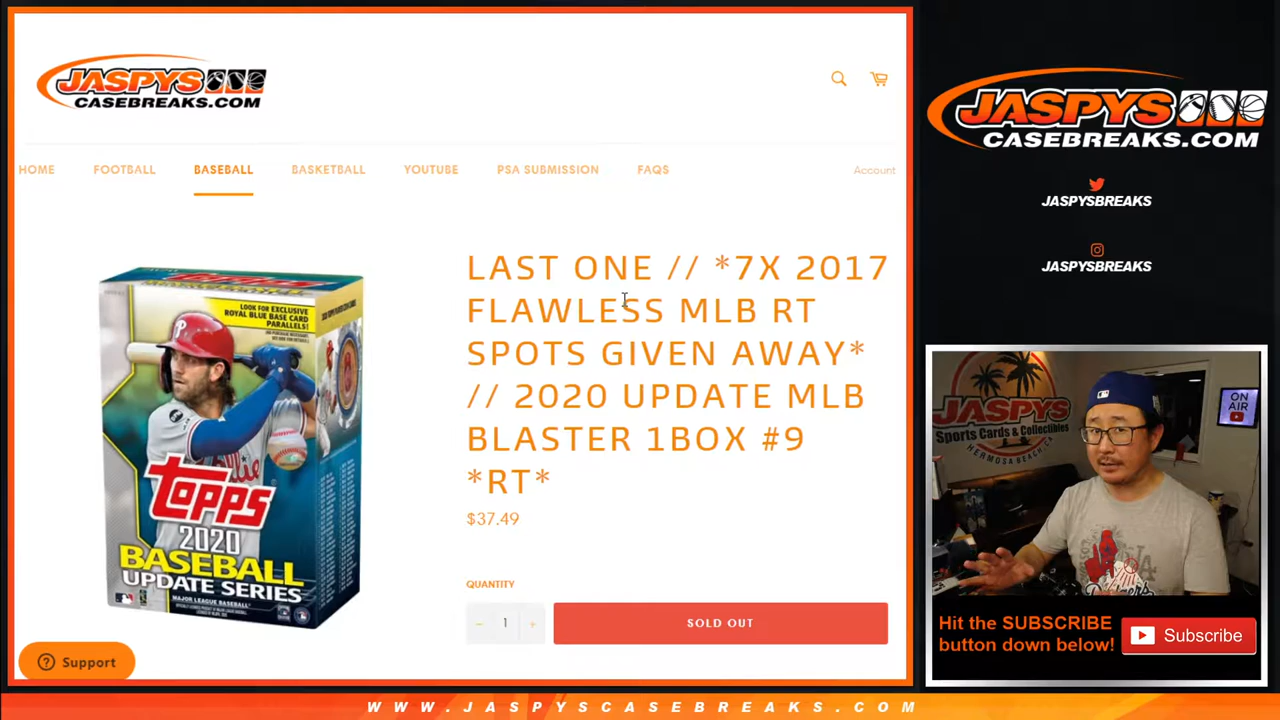 JASPYS
CASEBREAKS.COM
HOME
FOOTBALL
BASEBALL
BASKETBALL
YOUTUBE
PSA SUBMISSION
FAQS
Account
LOOK FOR EXCLUSIVE
ROYAL BLUE BASE CARD
PARALLELS!
topps
2020
BASEBALL
UPDATE SERIES
MAJOR LEAGUE BASEBALL
LAST ONE // *7X 2017
FLAWLESS MLB RT
SPOTS GIVEN AWAY*
// 2020 UPDATE MLB
BLASTER 1BOX #9
*RT*
$37.49
QUANTITY
− 1 +
SOLD OUT
Support
JASPYS
CASEBREAKS.COM
JASPYSBREAKS
JASPYSBREAKS
JASPYS
Sports Cards & Collectibles
HERMOSA BEACH
ON
AIR
Hit the SUBSCRIBE
button down below!
Subscribe
WWW.JASPYSCASEBREAKS.COM